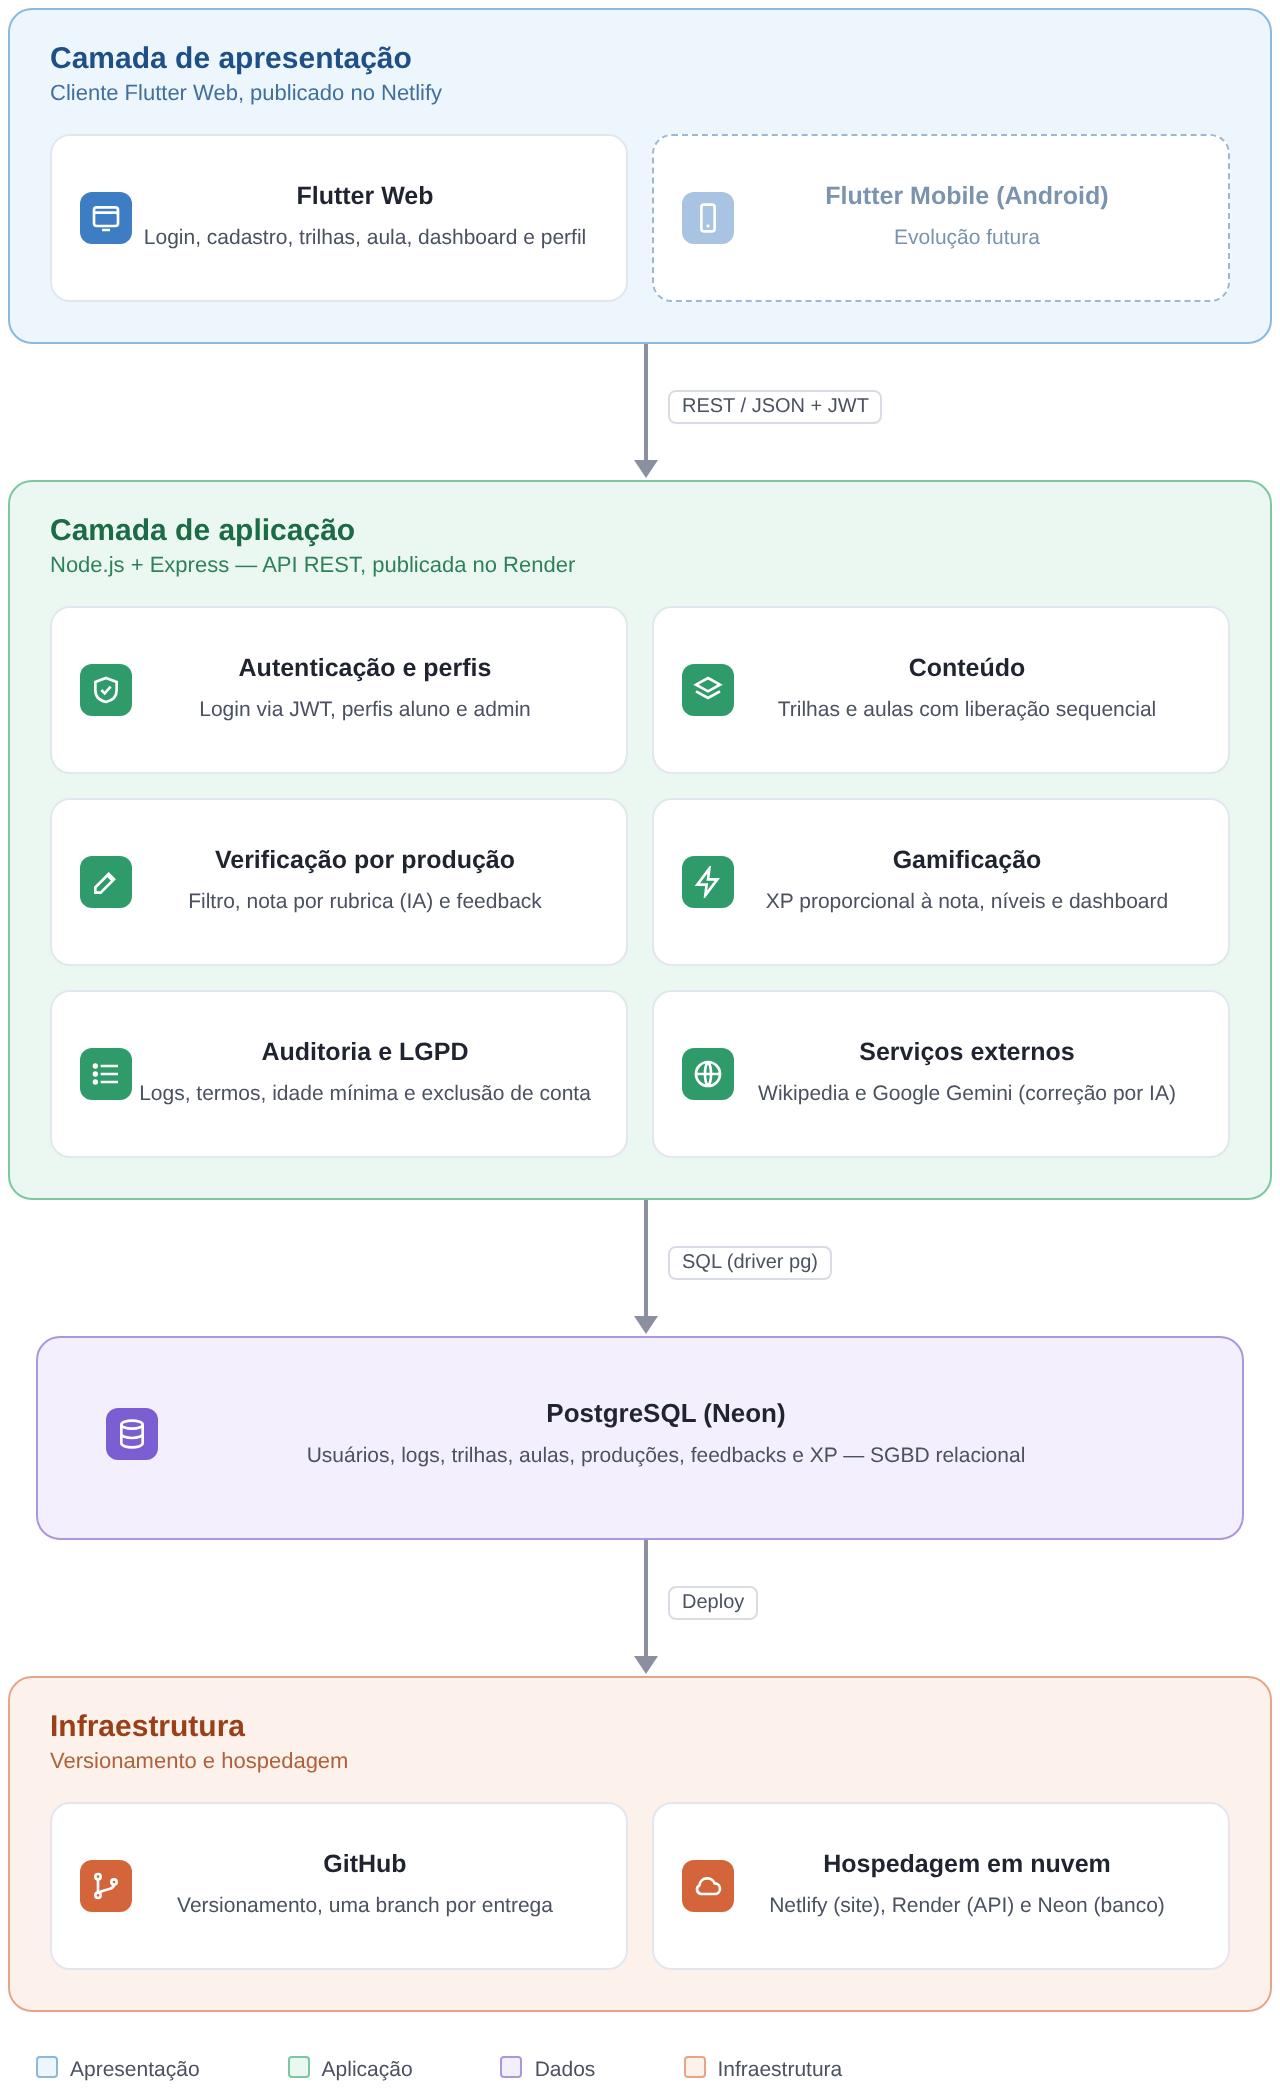 Camada de apresentação
Cliente Flutter Web, publicado no Netlify
Flutter Web
Login, cadastro, trilhas, aula, dashboard e perfil
Flutter Mobile (Android)
Evolução futura
REST / JSON + JWT
Camada de aplicação
Node.js + Express — API REST, publicada no Render
Autenticação e perfis
Login via JWT, perfis aluno e admin
Conteúdo
Trilhas e aulas com liberação sequencial
Verificação por produção
Filtro, nota por rubrica (IA) e feedback
Gamificação
XP proporcional à nota, níveis e dashboard
Auditoria e LGPD
Logs, termos, idade mínima e exclusão de conta
Serviços externos
Wikipedia e Google Gemini (correção por IA)
SQL (driver pg)
PostgreSQL (Neon)
Usuários, logs, trilhas, aulas, produções, feedbacks e XP — SGBD relacional
Deploy
Infraestrutura
Versionamento e hospedagem
GitHub
Versionamento, uma branch por entrega
Hospedagem em nuvem
Netlify (site), Render (API) e Neon (banco)
Apresentação
Aplicação
Dados
Infraestrutura